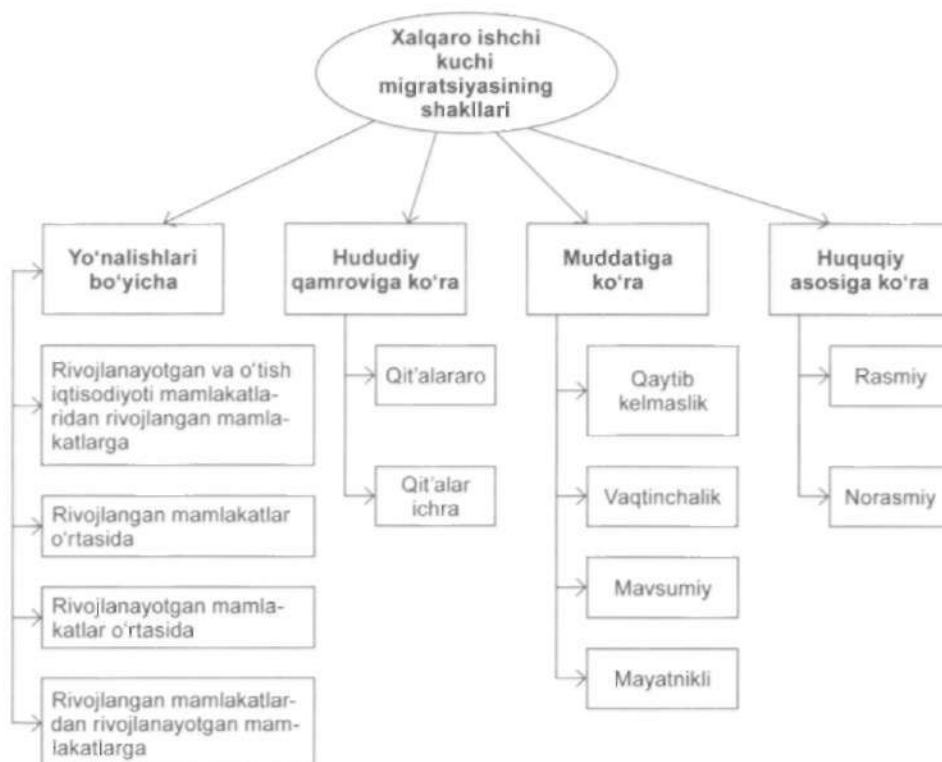 Xalqaro ishchi
kuchi
migratsiyasining
shakllari
Yo‘nalishlari
bo‘yicha
Hududiy
qamroviga ko‘ra
Muddatiga
ko‘ra
Huquqiy
asosiga ko‘ra
Rivojlanayotgan va o‘tish
iqtisodiyoti mamlakatla-
ridan rivojlangan mamla-
katlarga
Rivojlangan mamlakatlar
o‘rtasida
Rivojlanayotgan mamla-
katlar o‘rtasida
Rivojlangan mamlakatlar-
dan rivojlanayotgan mam-
lakatlarga
Qit’alararo
Qit’alar
ichra
Qaytib
kelmaslik
Vaqtinchalik
Mavsumiy
Mayatnikli
Rasmiy
Norasmiy